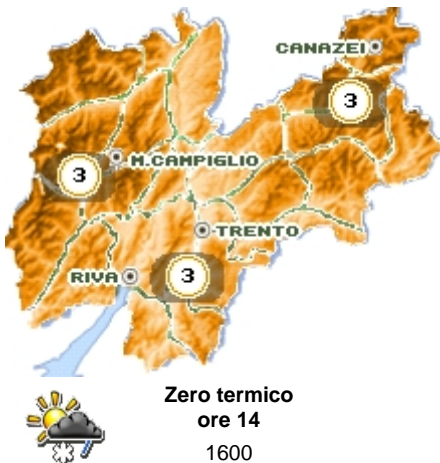 CANAZEI
3
M.CAMPIGLIO
3
TRENTO
RIVA
3
Zero termico
ore 14
1600